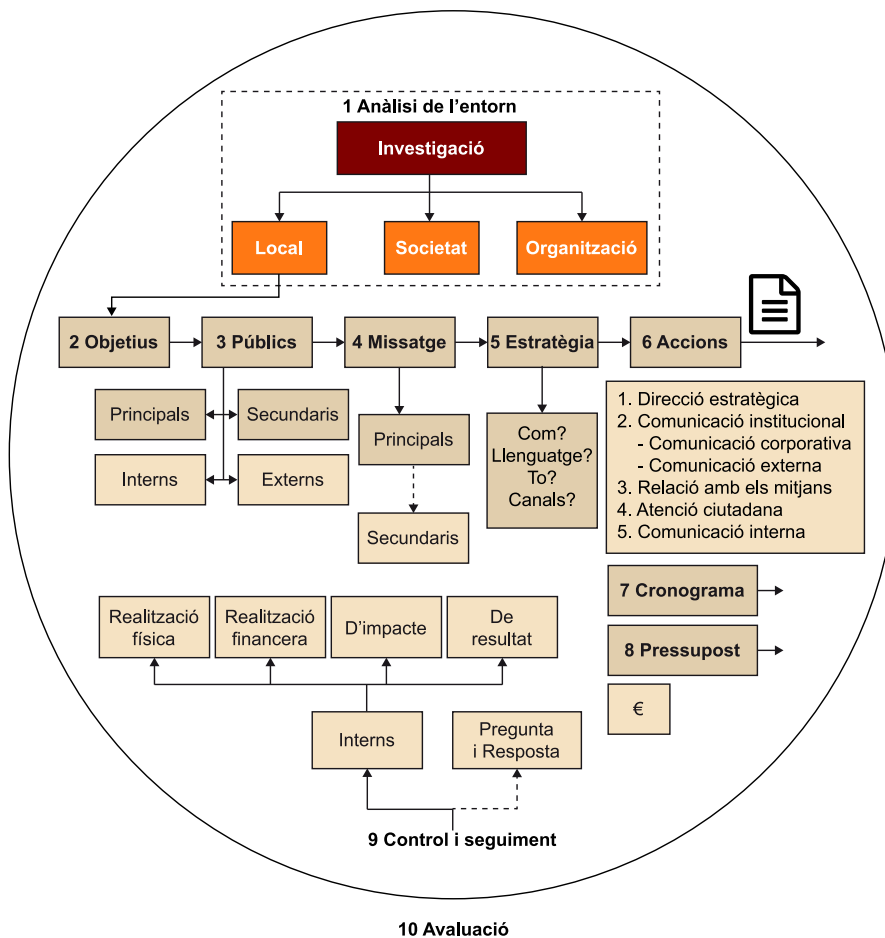 1 Anàlisi de l’entorn
Investigació
Local
Societat
Organització
2 Objetius
3 Públics
4 Missatge
5 Estratègia
6 Accions
Principals
Secundaris
Interns
Externs
Principals
Secundaris
Com?
Llenguatge?
To?
Canals?
1. Direcció estratègica
2. Comunicació institucional
- Comunicació corporativa
- Comunicació externa
3. Relació amb els mitjans
4. Atenció ciutadana
5. Comunicació interna
7 Cronograma
8 Pressupost
€
Realització
física
Realització
financera
D’impacte
De
resultat
Interns
Pregunta
i Resposta
9 Control i seguiment
10 Avaluació